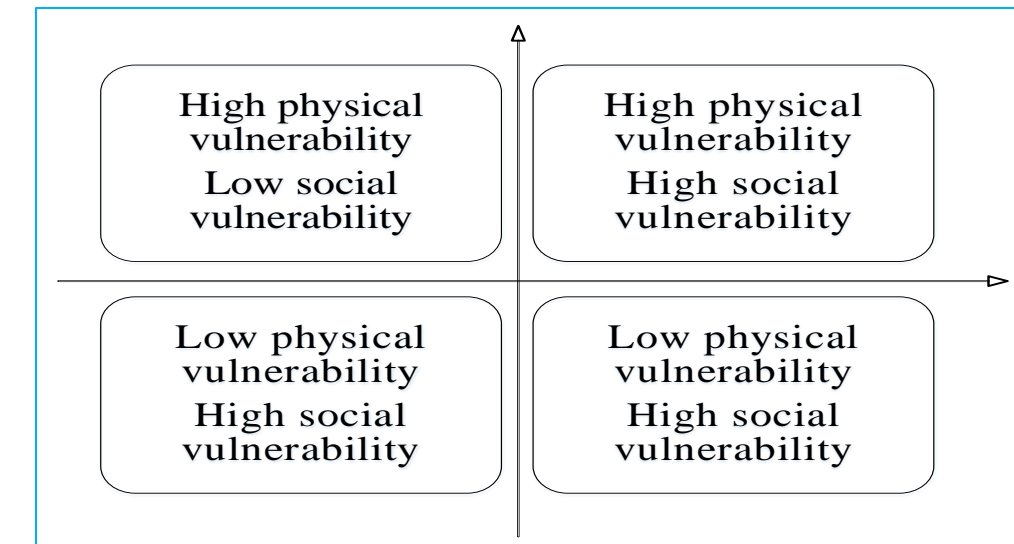 High physical
vulnerability
Low social
vulnerability
High physical
vulnerability
High social
vulnerability
Low physical
vulnerability
High social
vulnerability
Low physical
vulnerability
High social
vulnerability